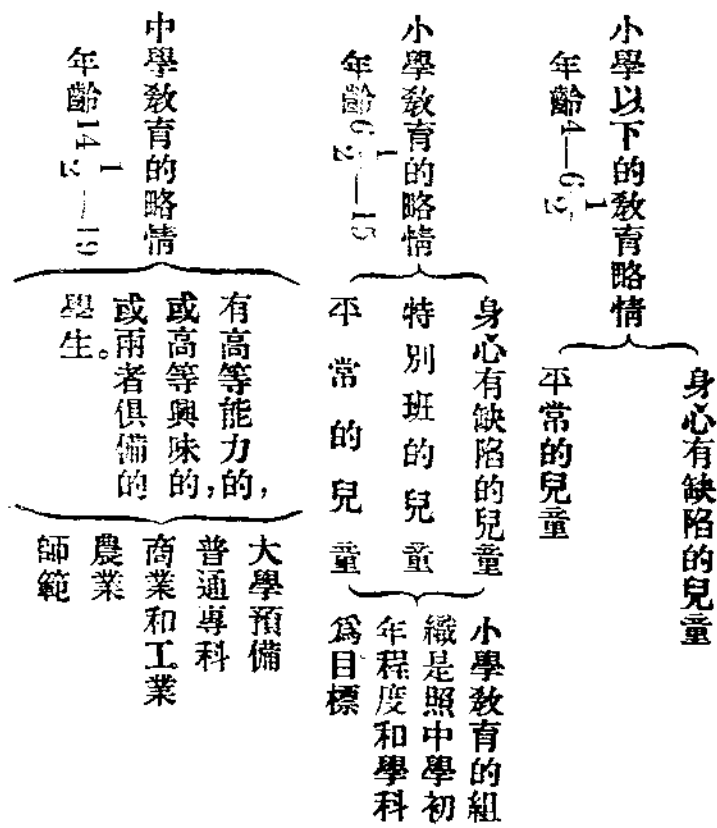 小學以下的敎育略情
年齡4—6½
身心有缺陷的兒童
平常的兒童
小學敎育的略情
年齡6½—15
身心有缺陷的兒童
特別班的兒童
平常的兒童
小學敎育的組
織是照中學初
年程度和學科
爲目標
中學敎育的略情
年齡14½—19
有高等能力的，
或高等興味的，
或兩者俱備的
學生。
大學預備
普通專科
商業和工業
農業
師範